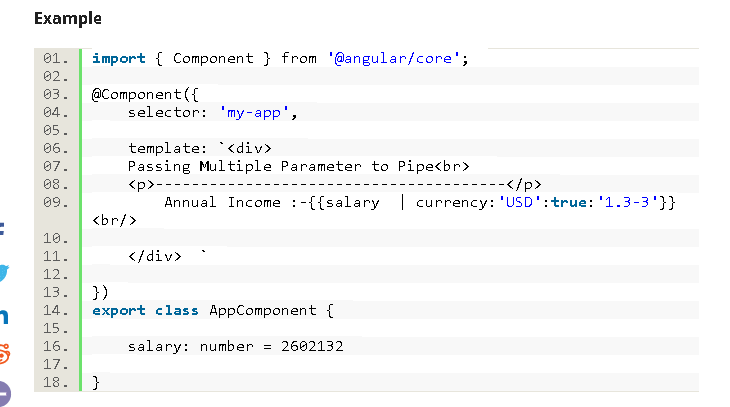 Example
01. import { Component } from '@angular/core';
02.
03. @Component({
04. selector: 'my-app',
05.
06. template: `<div>
07. Passing Multiple Parameter to Pipe<br>
08. <p>---------------------------------------</p>
09. Annual Income :-{{salary | currency:'USD':true:'1.3-3'}}
<br/>
10.
11. </div> `
12.
13. })
14. export class AppComponent {
15.
16. salary: number = 2602132
17.
18. }